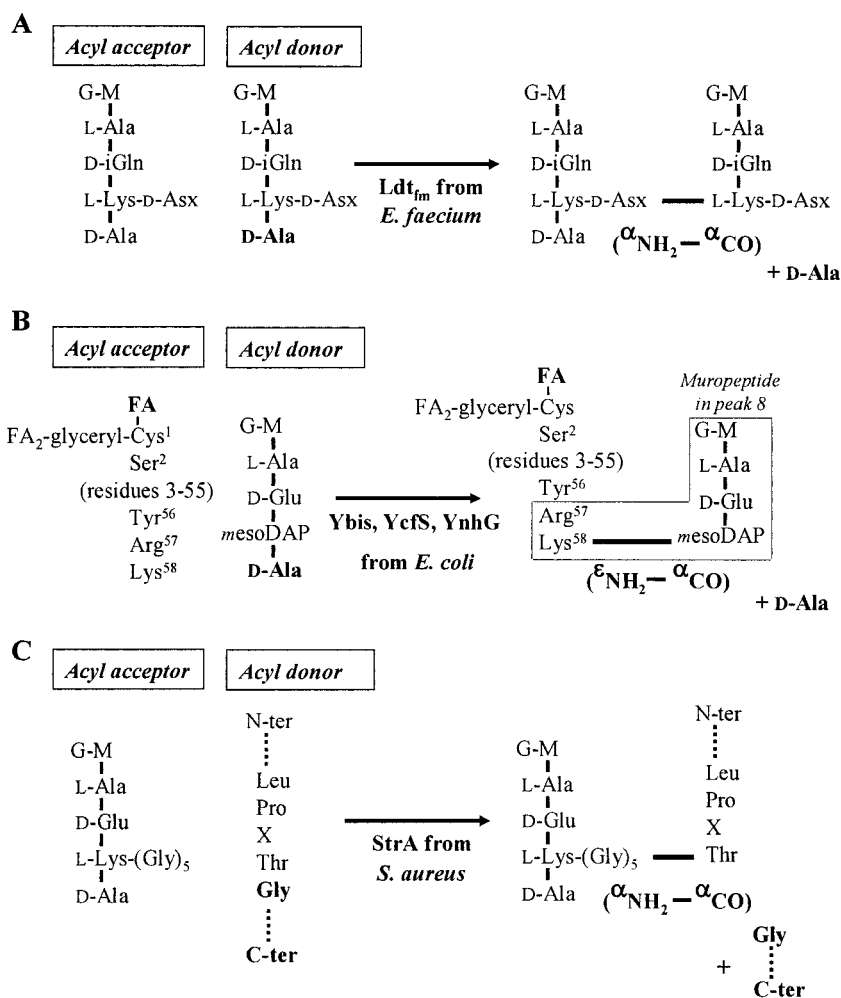 A
Acyl acceptor
Acyl donor
G-M
L-Ala
D-iGln
L-Lys-D-Asx
D-Ala
G-M
L-Ala
D-iGln
L-Lys-D-Asx
D-Ala
Ldtfm from
E. faecium
G-M
L-Ala
D-iGln
L-Lys-D-Asx
D-Ala
G-M
L-Ala
D-iGln
L-Lys-D-Asx
(αNH2 — αCO)
+ D-Ala
B
Acyl acceptor
Acyl donor
FA
FA2-glyceryl-Cys1
Ser2
(residues 3-55)
Tyr56
Arg57
Lys58
G-M
L-Ala
D-Glu
mesoDAP
D-Ala
Ybis, YcfS, YnhG
from E. coli
FA
FA2-glyceryl-Cys
Ser2
(residues 3-55)
Tyr56
Arg57
Lys58
Muropeptide
in peak 8
G-M
L-Ala
D-Glu
mesoDAP
(εNH2 — αCO)
+ D-Ala
C
Acyl acceptor
Acyl donor
G-M
L-Ala
D-Glu
L-Lys-(Gly)5
D-Ala
N-ter
Leu
Pro
X
Thr
Gly
C-ter
StrA from
S. aureus
G-M
L-Ala
D-Glu
L-Lys-(Gly)5
D-Ala
N-ter
Leu
Pro
X
Thr
(αNH2 — αCO)
Gly
+
C-ter